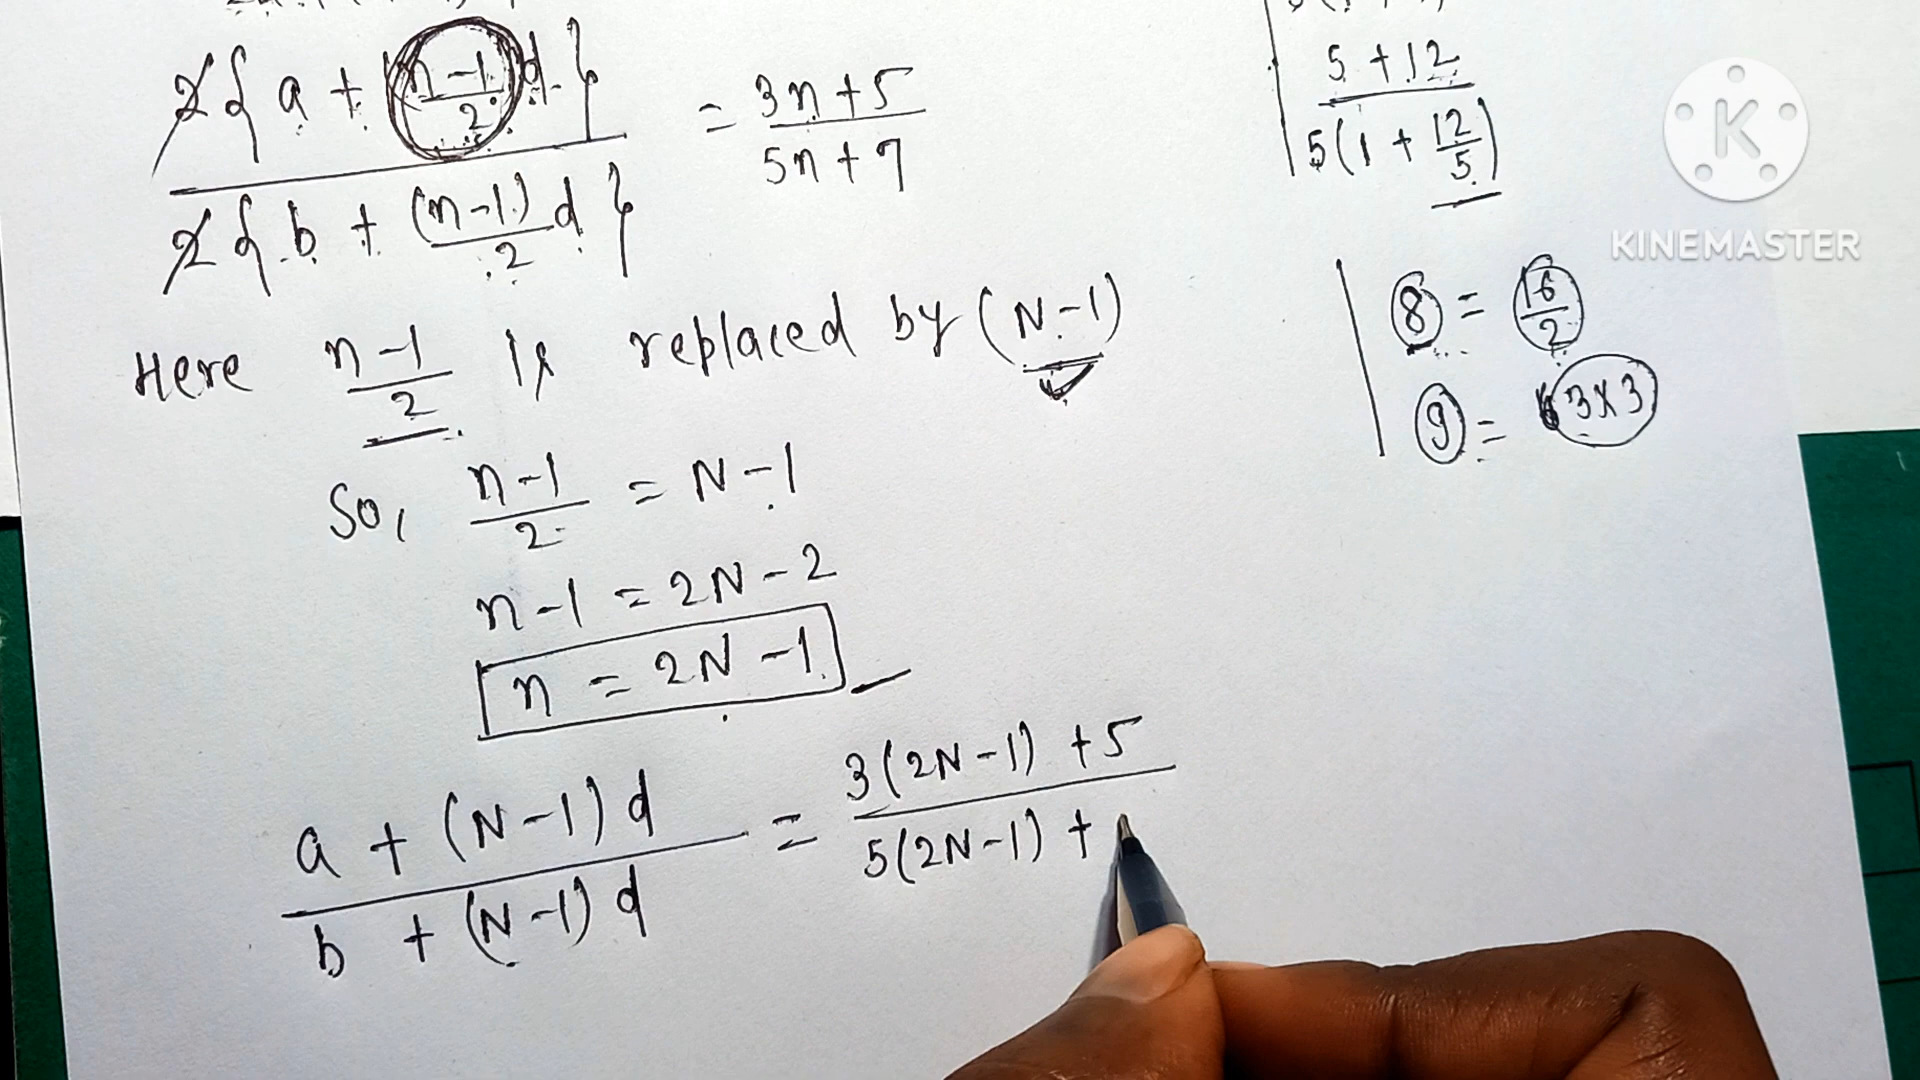 2{ a + (n-1/2)d } / 2{ b + (n-1)/2 d } = 3n+5 / 5n+7
Here n-1/2 is replaced by (N-1)
So, n-1/2 = N-1
n-1 = 2N-2
n = 2N-1
a + (N-1)d / b + (N-1)d = 3(2N-1) +5 / 5(2N-1) +
5 + 12 / 5(1 + 12/5)
8 = 16/2
9 = 3x3
K
KINEMASTER